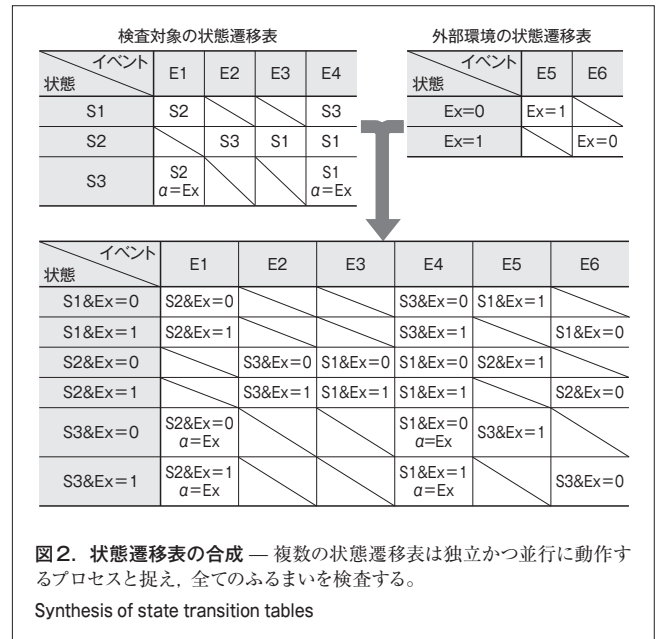 検査対象の状態遷移表
イベント
状態
E1 E2 E3 E4
S1 S2 S3
S2 S3 S1 S1
S3 S2 α=Ex S1 α=Ex
外部環境の状態遷移表
イベント
状態
E5 E6
Ex=0 Ex=1
Ex=1 Ex=0
イベント
状態
E1 E2 E3 E4 E5 E6
S1&Ex=0 S2&Ex=0 S3&Ex=0 S1&Ex=1
S1&Ex=1 S2&Ex=1 S3&Ex=1 S1&Ex=0
S2&Ex=0 S3&Ex=0 S1&Ex=0 S1&Ex=0 S2&Ex=1
S2&Ex=1 S3&Ex=1 S1&Ex=1 S1&Ex=1 S2&Ex=0
S3&Ex=0 S2&Ex=0 α=Ex S1&Ex=0 α=Ex S3&Ex=1
S3&Ex=1 S2&Ex=1 α=Ex S1&Ex=1 α=Ex S3&Ex=0
図2. 状態遷移表の合成 — 複数の状態遷移表は独立かつ並行に動作す
るプロセスと捉え,全てのふるまいを検査する。
Synthesis of state transition tables